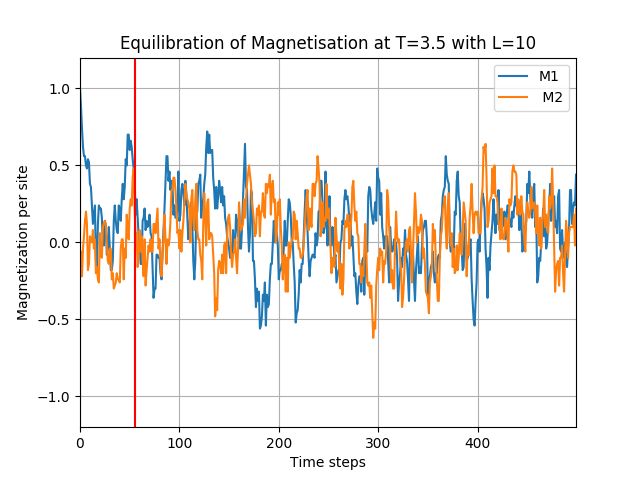 Equilibration of Magnetisation at T=3.5 with L=10
M1
M2
Magnetization per site
1.0
0.5
0.0
−0.5
−1.0
0 100 200 300 400
Time steps